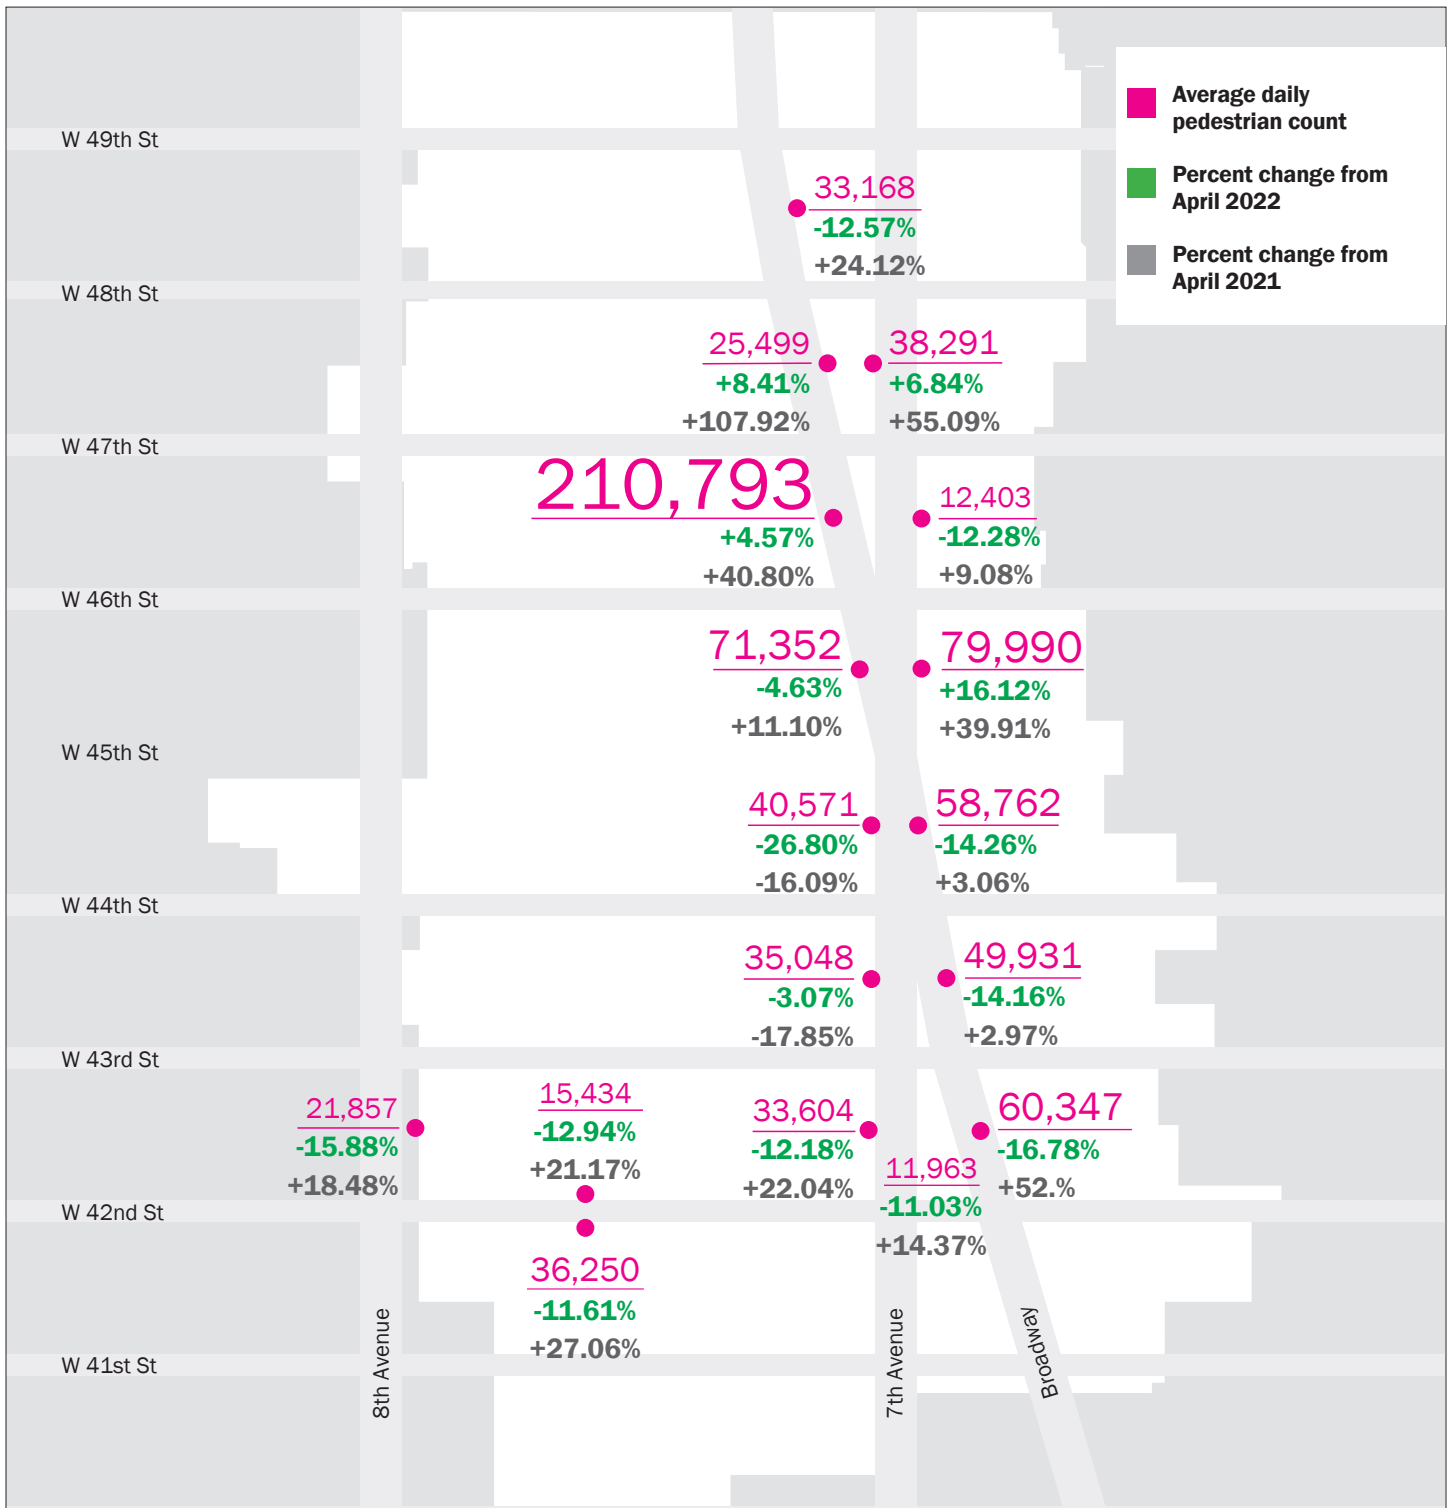 Average daily
pedestrian count
Percent change from
April 2022
Percent change from
April 2021
W 49th St
33,168
-12.57%
+24.12%
W 48th St
25,499
+8.41%
+107.92%
38,291
+6.84%
+55.09%
W 47th St
210,793
+4.57%
+40.80%
12,403
-12.28%
+9.08%
W 46th St
71,352
-4.63%
+11.10%
79,990
+16.12%
+39.91%
W 45th St
40,571
-26.80%
-16.09%
58,762
-14.26%
+3.06%
W 44th St
35,048
-3.07%
-17.85%
49,931
-14.16%
+2.97%
W 43rd St
21,857
-15.88%
+18.48%
15,434
-12.94%
+21.17%
33,604
-12.18%
+22.04%
60,347
-16.78%
+52.%
11,963
-11.03%
+14.37%
W 42nd St
36,250
-11.61%
+27.06%
W 41st St
8th Avenue
7th Avenue
Broadway